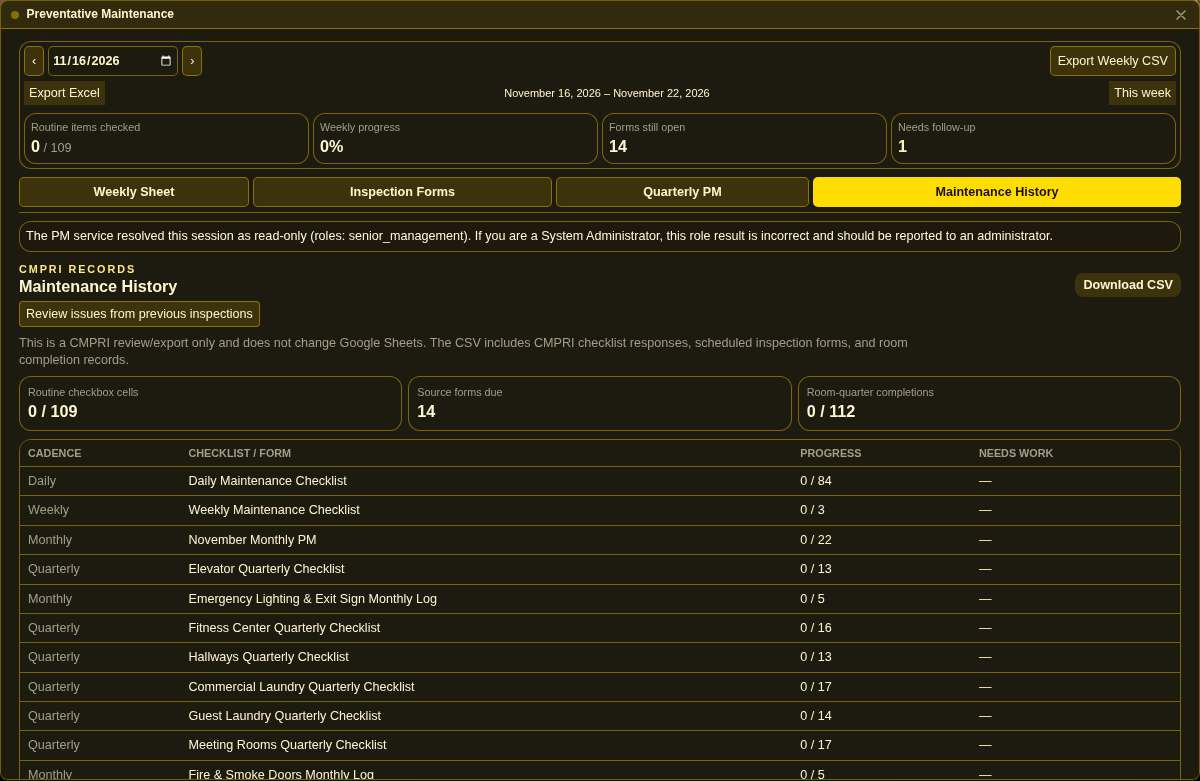 Preventative Maintenance
‹ 11/16/2026 › Export Weekly CSV
Export Excel November 16, 2026 – November 22, 2026 This week
Routine items checked Weekly progress Forms still open Needs follow-up
0 / 109 0% 14 1
Weekly Sheet Inspection Forms Quarterly PM Maintenance History
The PM service resolved this session as read-only (roles: senior_management). If you are a System Administrator, this role result is incorrect and should be reported to an administrator.
CMPRI RECORDS
Maintenance History Download CSV
Review issues from previous inspections
This is a CMPRI review/export only and does not change Google Sheets. The CSV includes CMPRI checklist responses, scheduled inspection forms, and room
completion records.
Routine checkbox cells Source forms due Room-quarter completions
0 / 109 14 0 / 112
CADENCE CHECKLIST / FORM PROGRESS NEEDS WORK
Daily Daily Maintenance Checklist 0 / 84 —
Weekly Weekly Maintenance Checklist 0 / 3 —
Monthly November Monthly PM 0 / 22 —
Quarterly Elevator Quarterly Checklist 0 / 13 —
Monthly Emergency Lighting & Exit Sign Monthly Log 0 / 5 —
Quarterly Fitness Center Quarterly Checklist 0 / 16 —
Quarterly Hallways Quarterly Checklist 0 / 13 —
Quarterly Commercial Laundry Quarterly Checklist 0 / 17 —
Quarterly Guest Laundry Quarterly Checklist 0 / 14 —
Quarterly Meeting Rooms Quarterly Checklist 0 / 17 —
Monthly Fire & Smoke Doors Monthly Log 0 / 5 —